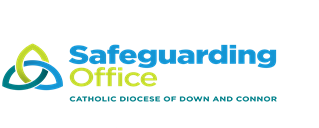 Safeguarding
Office
CATHOLIC DIOCESE OF DOWN AND CONNOR